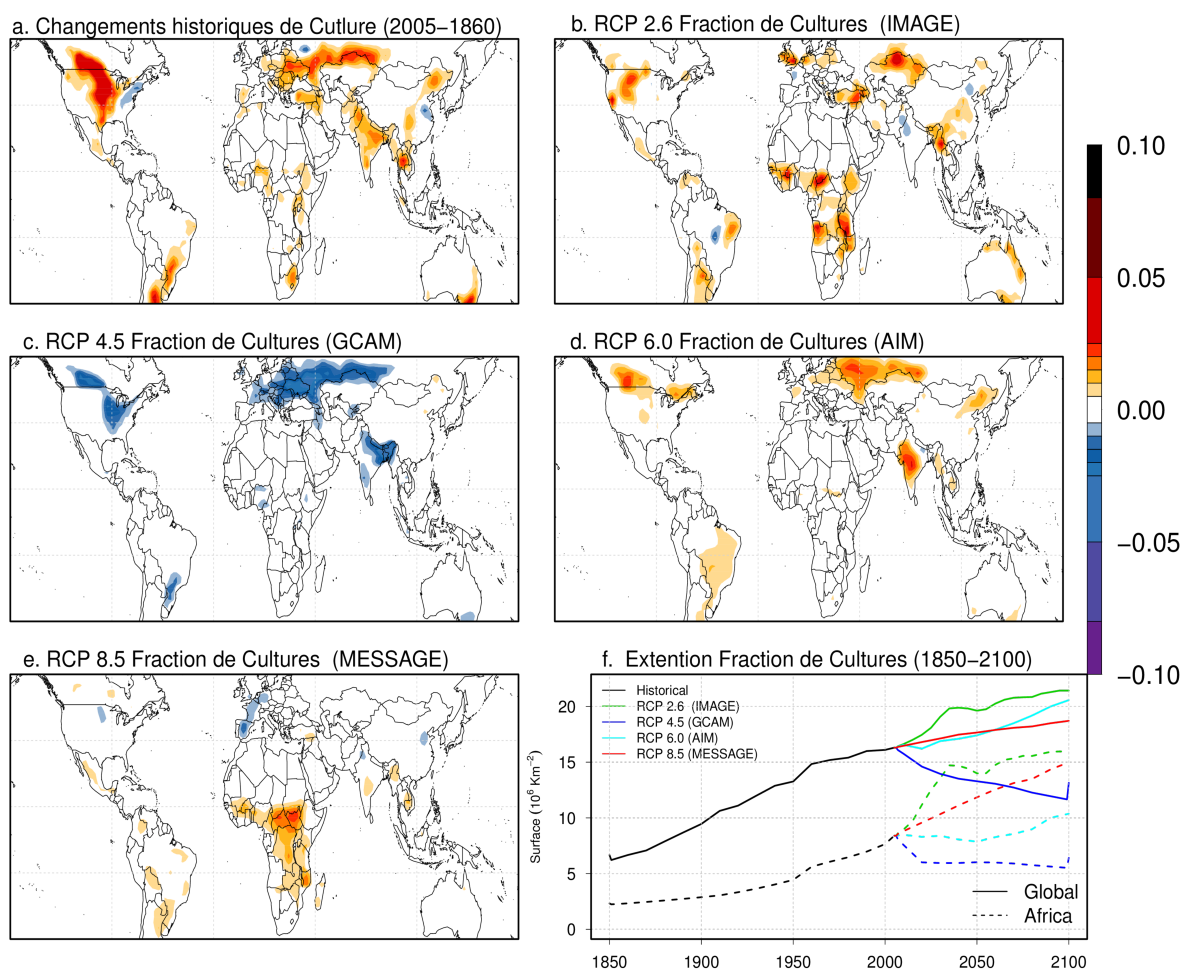 a. Changements historiques de Cutlure (2005−1860)
b. RCP 2.6 Fraction de Cultures (IMAGE)
c. RCP 4.5 Fraction de Cultures (GCAM)
d. RCP 6.0 Fraction de Cultures (AIM)
0.10
0.05
0.00
−0.05
−0.10
e. RCP 8.5 Fraction de Cultures (MESSAGE)
f. Extention Fraction de Cultures (1850−2100)
Historical
RCP 2.6 (IMAGE)
RCP 4.5 (GCAM)
RCP 6.0 (AIM)
RCP 8.5 (MESSAGE)
Surface (10⁶ Km⁻²)
20
15
10
5
0
Global
Africa
1850 1900 1950 2000 2050 2100